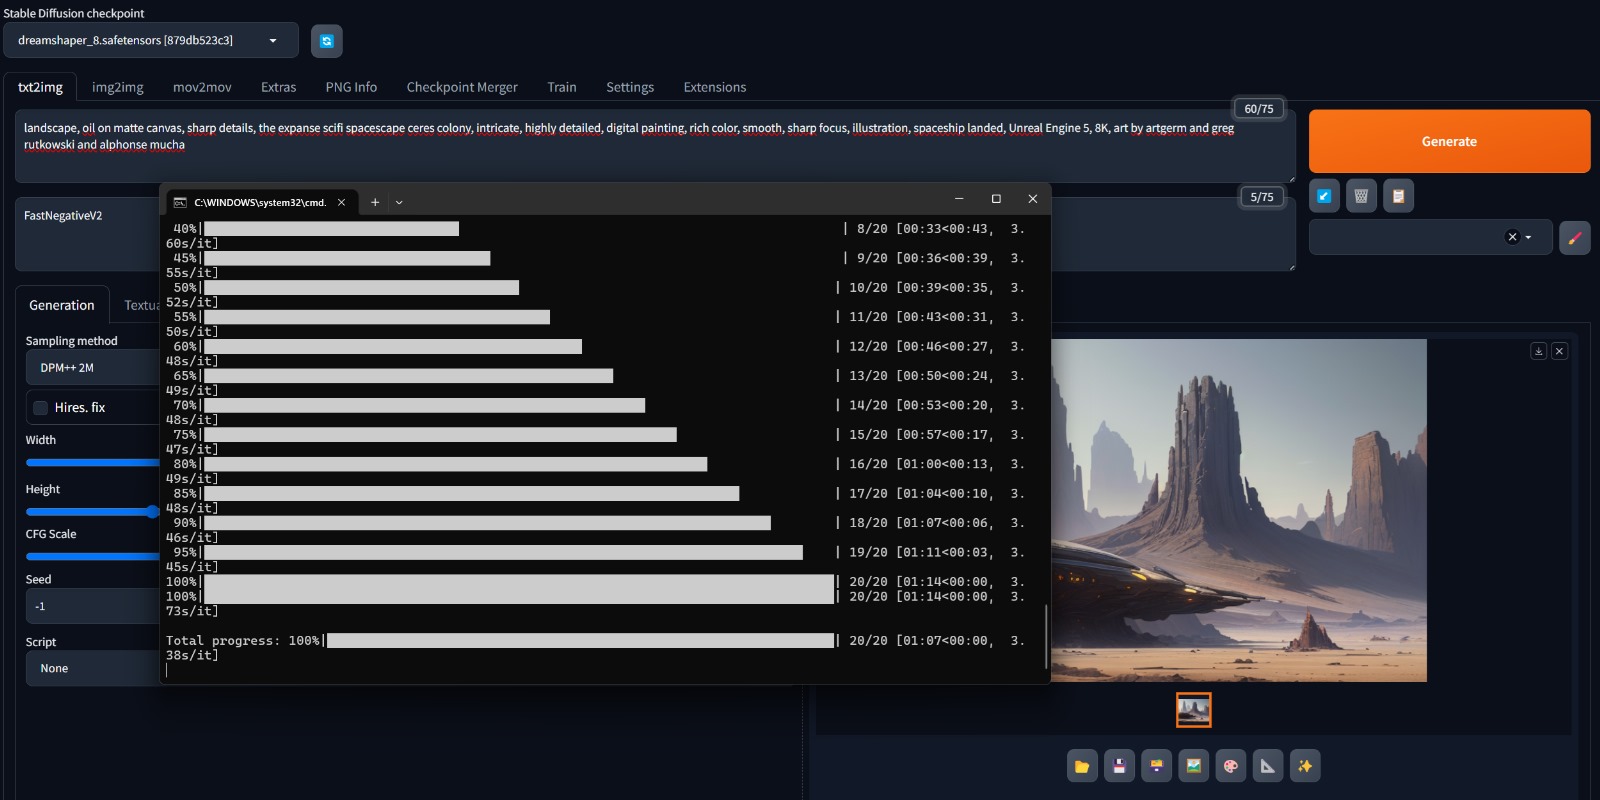 Stable Diffusion checkpoint
dreamshaper_8.safetensors [879db523c3]
txt2img img2img mov2mov Extras PNG Info Checkpoint Merger Train Settings Extensions
60/75
landscape, oil on matte canvas, sharp details, the expanse scifi spacescape ceres colony, intricate, highly detailed, digital painting, rich color, smooth, sharp focus, illustration, spaceship landed, Unreal Engine 5, 8K, art by artgerm and greg
rutkowski and alphonse mucha
Generate
5/75
FastNegativeV2
C:\WINDOWS\system32\cmd.
40%| | 8/20 [00:33<00:43, 3.
60s/it]
45%| | 9/20 [00:36<00:39, 3.
55s/it]
50%| | 10/20 [00:39<00:35, 3.
52s/it]
55%| | 11/20 [00:43<00:31, 3.
50s/it]
60%| | 12/20 [00:46<00:27, 3.
48s/it]
65%| | 13/20 [00:50<00:24, 3.
49s/it]
70%| | 14/20 [00:53<00:20, 3.
48s/it]
75%| | 15/20 [00:57<00:17, 3.
47s/it]
80%| | 16/20 [01:00<00:13, 3.
49s/it]
85%| | 17/20 [01:04<00:10, 3.
48s/it]
90%| | 18/20 [01:07<00:06, 3.
46s/it]
95%| | 19/20 [01:11<00:03, 3.
45s/it]
100%| | 20/20 [01:14<00:00, 3.
100%| | 20/20 [01:14<00:00, 3.
73s/it]
Total progress: 100%| | 20/20 [01:07<00:00, 3.
38s/it]
Generation Textua
Sampling method
DPM++ 2M
Hires. fix
Width
Height
CFG Scale
Seed
-1
Script
None